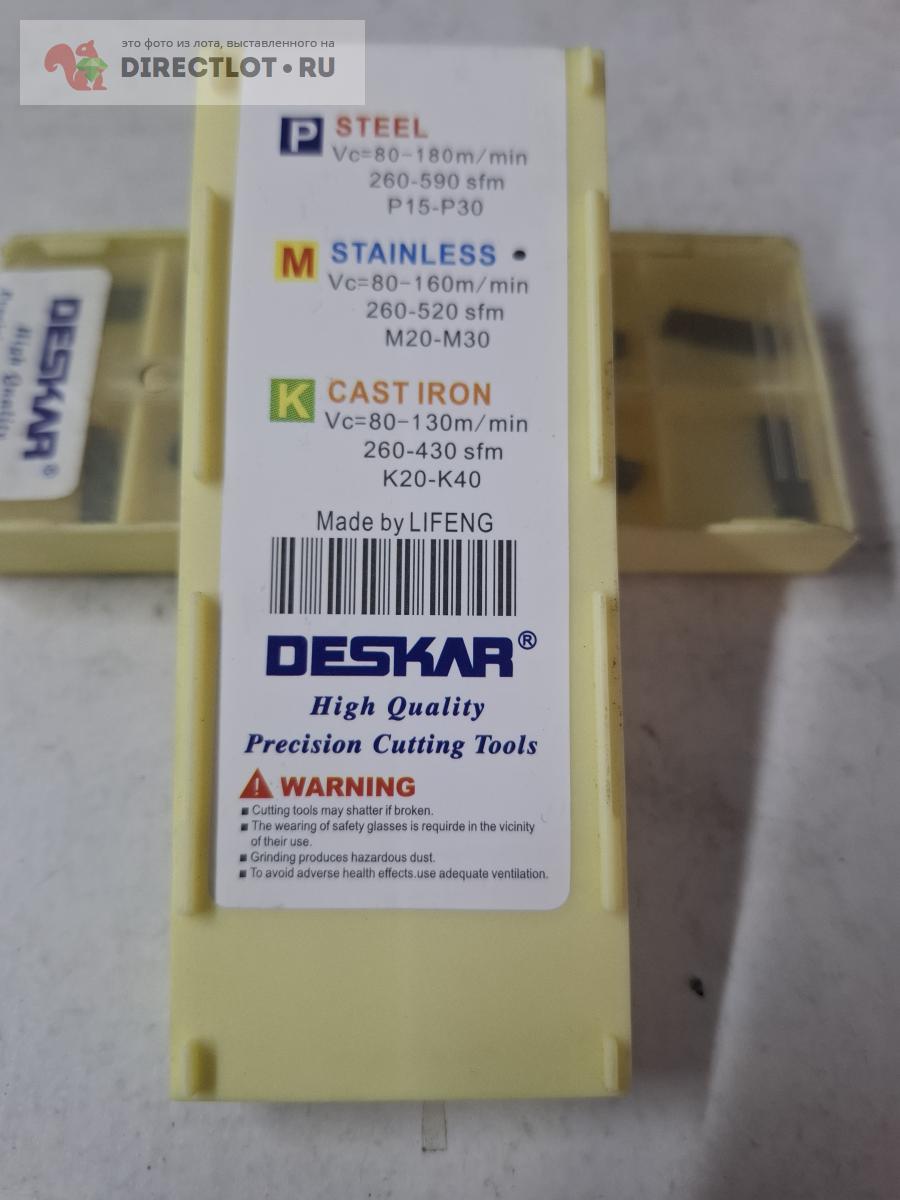 это фото из лота, выставленного на
DIRECTLOT•RU
P STEEL
Vc=80-180m/min
260-590 sfm
P15-P30
M STAINLESS •
Vc=80-160m/min
260-520 sfm
M20-M30
K CAST IRON
Vc=80-130m/min
260-430 sfm
K20-K40
Made by LIFENG
DESKAR®
High Quality
Precision Cutting Tools
WARNING
■ Cutting tools may shatter if broken.
■ The wearing of safety glasses is requirde in the vicinity
of their use.
■ Grinding produces hazardous dust.
■ To avoid adverse health effects.use adequate ventilation.
DESKAR®
High Quality